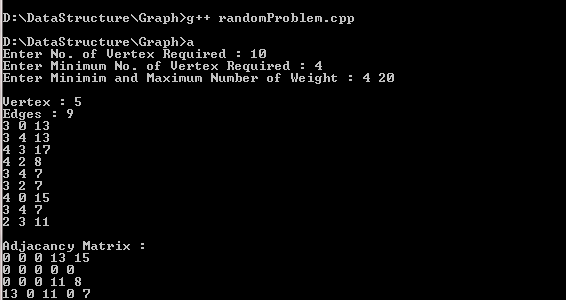 D:\DataStructure\Graph>g++ randomProblem.cpp
D:\DataStructure\Graph>a
Enter No. of Vertex Required : 10
Enter Minimum No. of Vertex Required : 4
Enter Minimim and Maximum Number of Weight : 4 20
Vertex : 5
Edges : 9
3 0 13
3 4 13
4 3 17
4 2 8
3 4 7
3 2 7
4 0 15
3 4 7
2 3 11
Adjacancy Matrix :
0 0 0 13 15
0 0 0 0 0
0 0 0 11 8
13 0 11 0 7